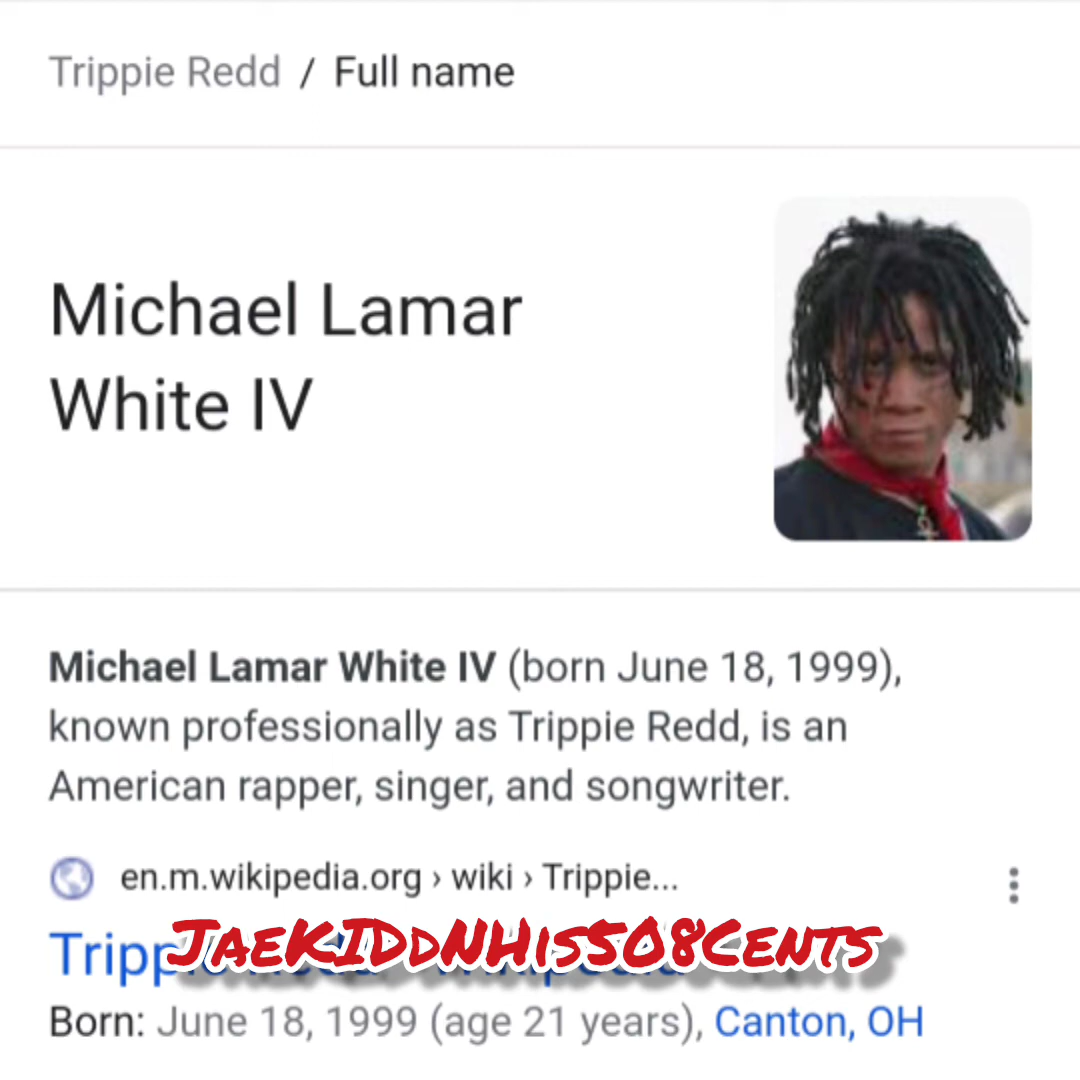 Trippie Redd / Full name
Michael Lamar
White IV
Michael Lamar White IV (born June 18, 1999),
known professionally as Trippie Redd, is an
American rapper, singer, and songwriter.
en.m.wikipedia.org › wiki › Trippie...
JaeKIDdNHis508Cents
Born: June 18, 1999 (age 21 years), Canton, OH